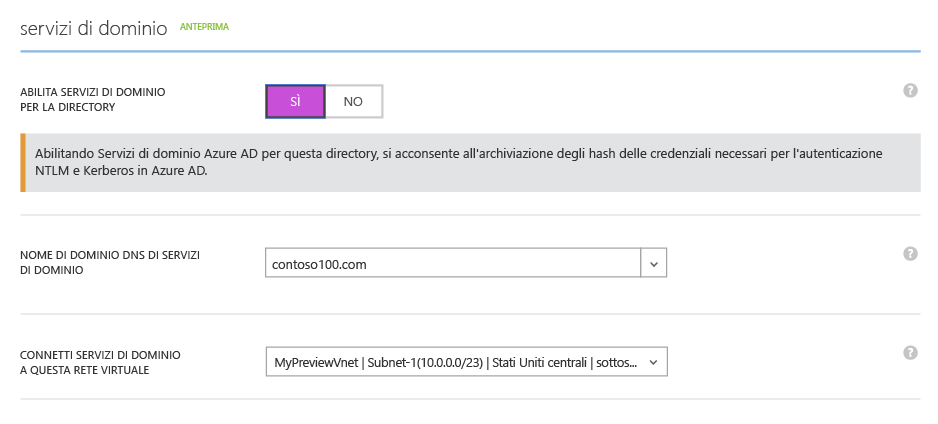 servizi di dominio ANTEPRIMA
ABILITA SERVIZI DI DOMINIO
PER LA DIRECTORY
SÌ NO
?
Abilitando Servizi di dominio Azure AD per questa directory, si acconsente all'archiviazione degli hash delle credenziali necessari per l'autenticazione
NTLM e Kerberos in Azure AD.
NOME DI DOMINIO DNS DI SERVIZI
DI DOMINIO
contoso100.com
?
CONNETTI SERVIZI DI DOMINIO
A QUESTA RETE VIRTUALE
MyPreviewVnet | Subnet-1(10.0.0.0/23) | Stati Uniti centrali | sottos...
?